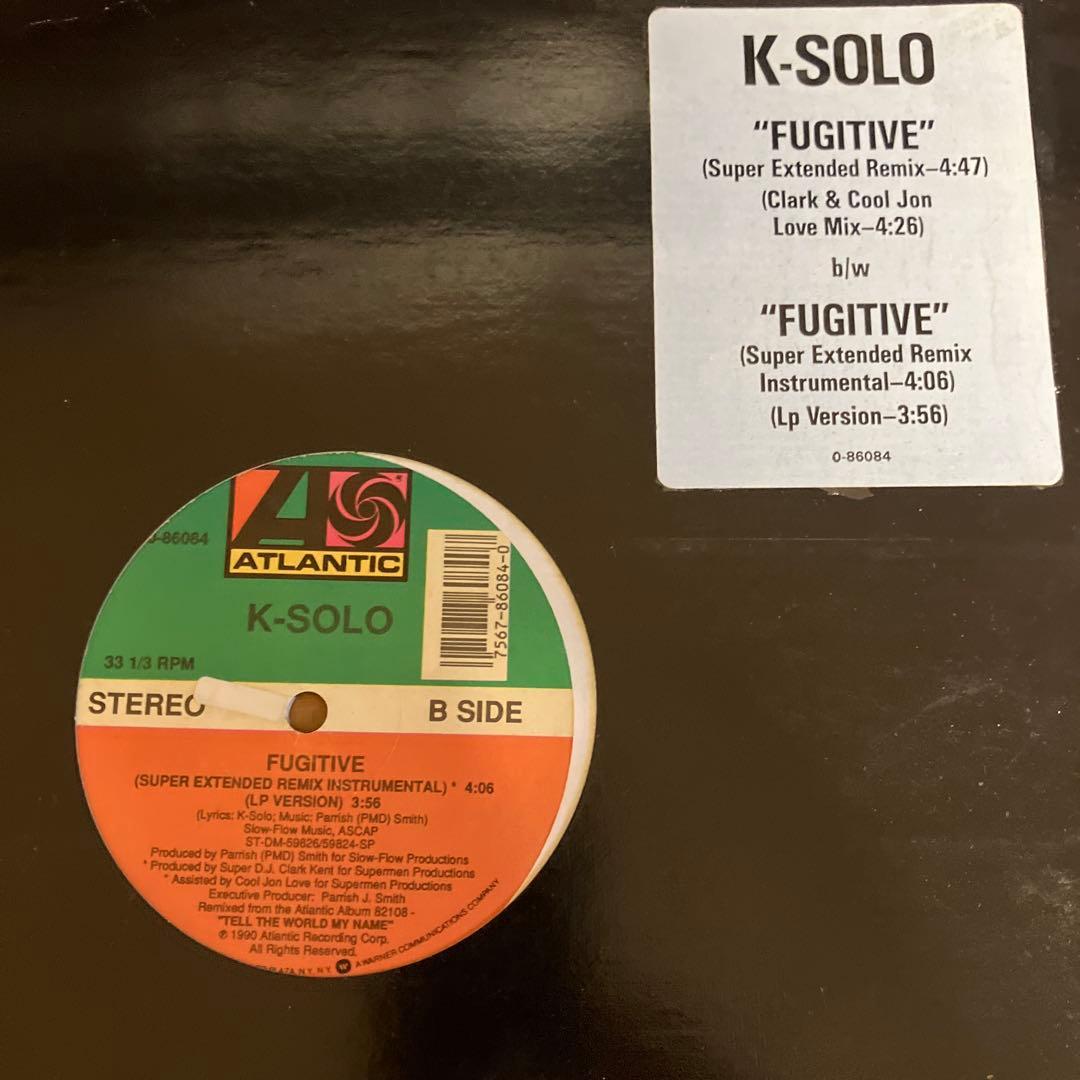 K-SOLO
"FUGITIVE"
(Super Extended Remix–4:47)
(Clark & Cool Jon
Love Mix–4:26)
b/w
"FUGITIVE"
(Super Extended Remix
Instrumental–4:06)
(Lp Version–3:56)
0-86084
-86084
ATLANTIC
K-SOLO
7567-86084-0
33 1/3 RPM
STEREO
B SIDE
FUGITIVE
(SUPER EXTENDED REMIX INSTRUMENTAL) * 4:06
(LP VERSION) 3:56
(Lyrics: K-Solo; Music: Parrish (PMD) Smith)
Slow-Flow Music, ASCAP
ST-DM-59826/59824-SP
Produced by Parrish (PMD) Smith for Slow-Flow Productions
* Produced by Super D.J. Clark Kent for Supermen Productions
* Assisted by Cool Jon Love for Supermen Productions
Executive Producer: Parrish J. Smith
Remixed from the Atlantic Album 82108 -
"TELL THE WORLD MY NAME"
℗ 1990 Atlantic Recording Corp.
All Rights Reserved.
PLAZA N.Y. N.Y. A WARNER COMMUNICATIONS COMPANY